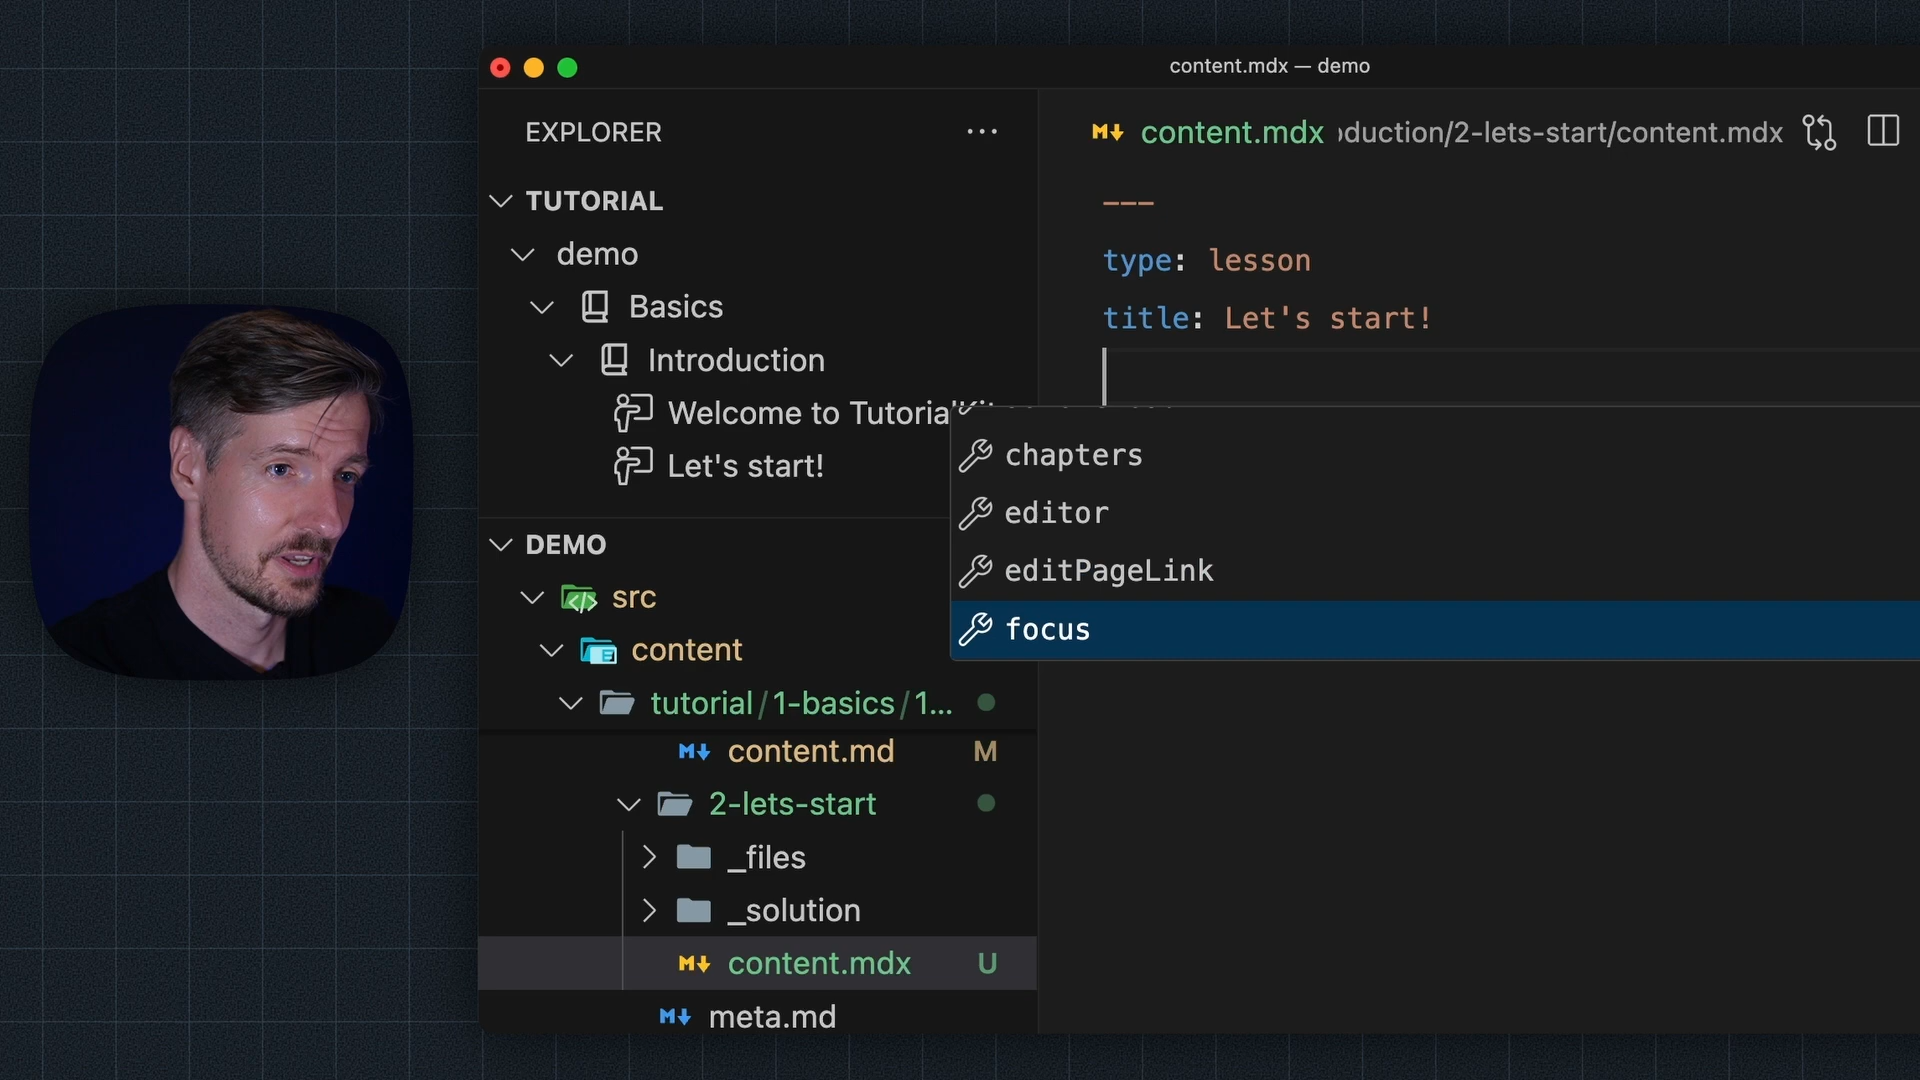 content.mdx — demo
EXPLORER
TUTORIAL
demo
Basics
Introduction
Welcome to TutorialKit
Let's start!
DEMO
src
content
tutorial/1-basics/1...
content.md M
2-lets-start
_files
_solution
content.mdx U
meta.md
content.mdx oduction/2-lets-start/content.mdx
---
type: lesson
title: Let's start!
chapters
editor
editPageLink
focus